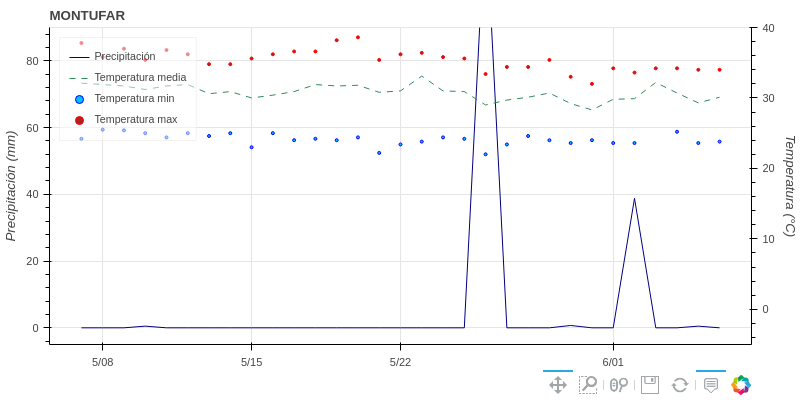 MONTUFAR
Precipitación
Temperatura media
Temperatura min
Temperatura max
Precipitación (mm)
80
60
40
20
0
Temperatura (°C)
40
30
20
10
0
5/08
5/15
5/22
6/01